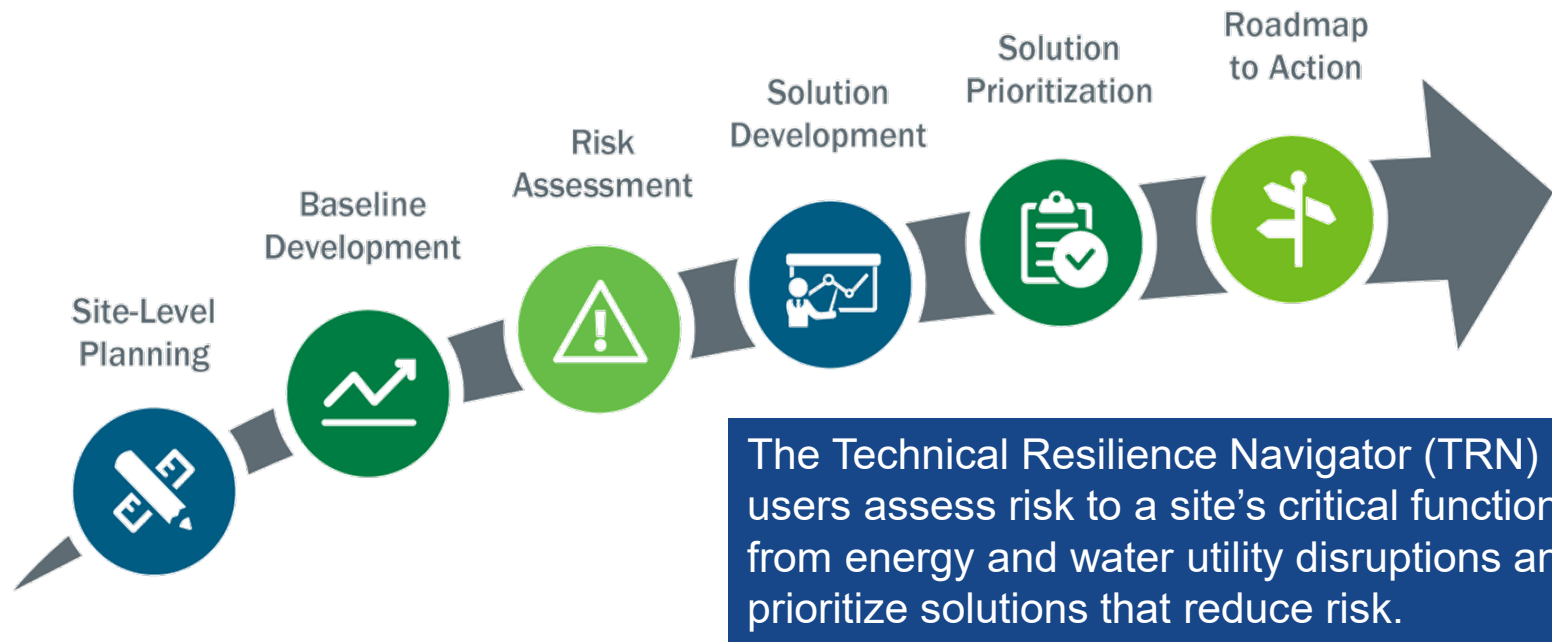 Site-Level
Planning
Baseline
Development
Risk
Assessment
Solution
Development
Solution
Prioritization
Roadmap
to Action
The Technical Resilience Navigator (TRN)
users assess risk to a site's critical function
from energy and water utility disruptions
prioritize solutions that reduce risk.